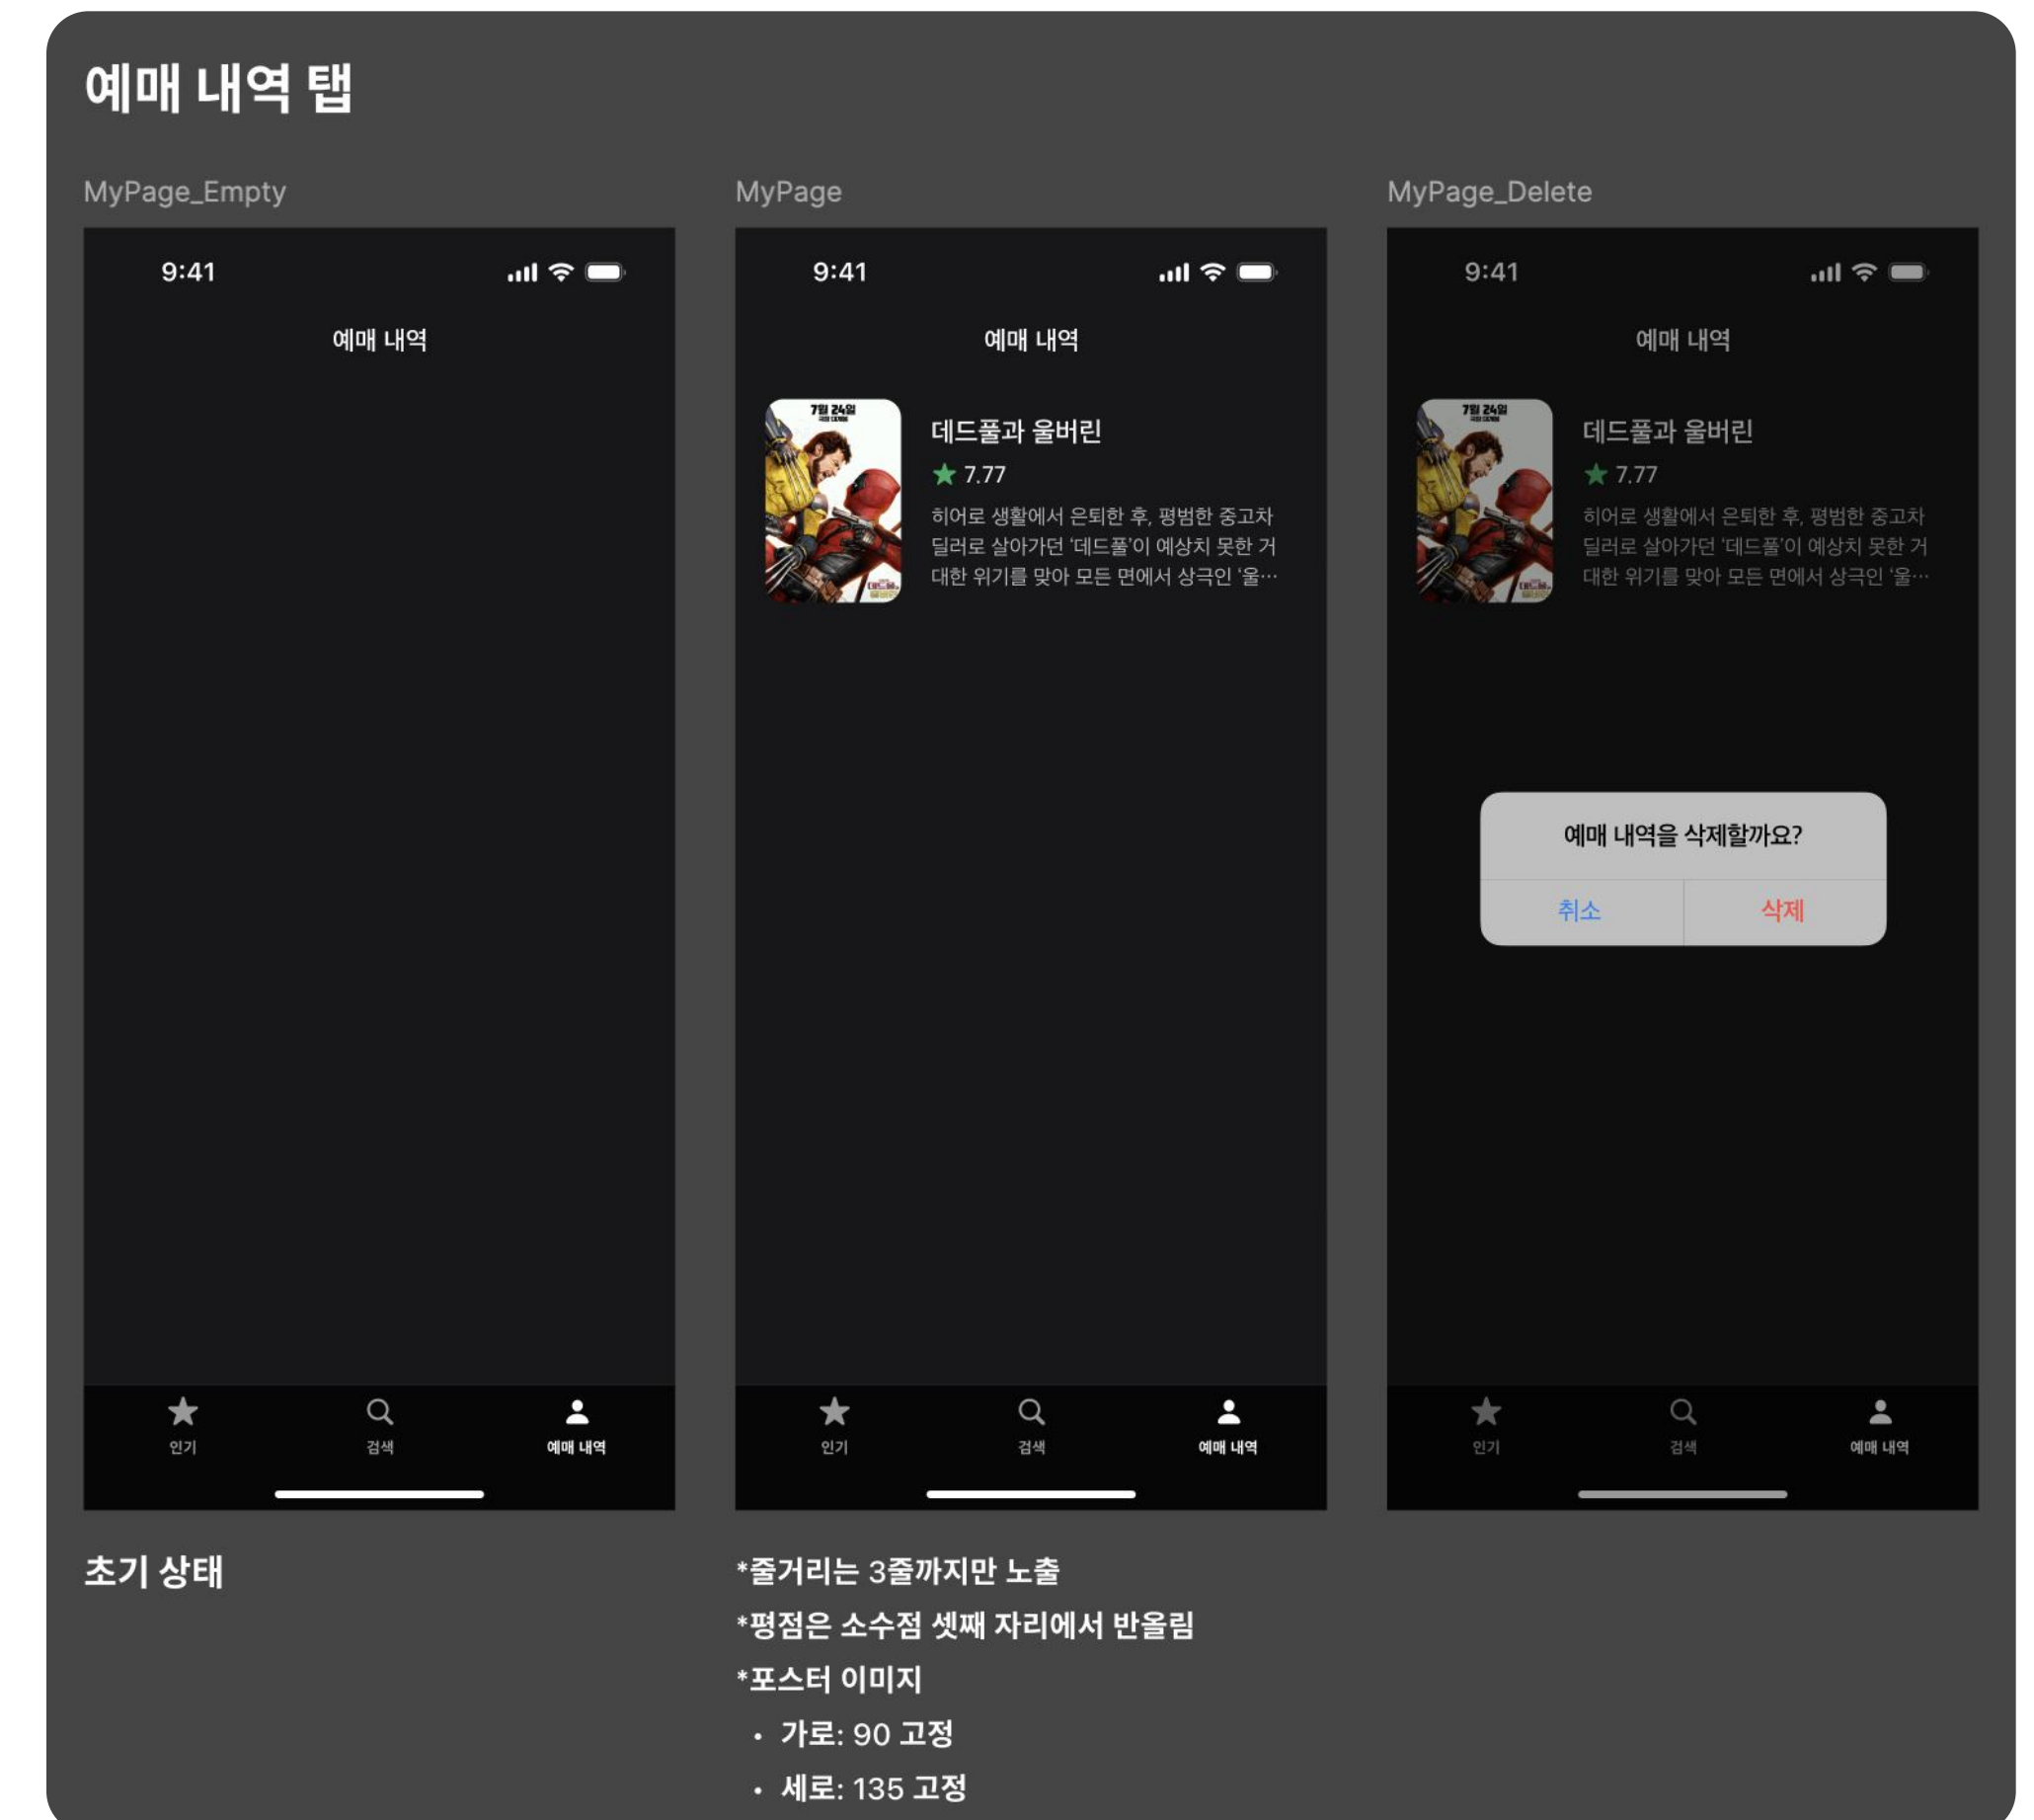 예매 내역 탭
MyPage_Empty
9:41
예매 내역
인기
검색
예매 내역
초기 상태
MyPage
9:41
예매 내역
7월 24일
데드풀과 울버린
7.77
히어로 생활에서 은퇴한 후, 평범한 중고차
딜러로 살아가던 ‘데드풀’이 예상치 못한 거
대한 위기를 맞아 모든 면에서 상극인 ‘울…
인기
검색
예매 내역
*줄거리는 3줄까지만 노출
*평점은 소수점 셋째 자리에서 반올림
*포스터 이미지
• 가로: 90 고정
• 세로: 135 고정
MyPage_Delete
9:41
예매 내역
7월 24일
데드풀과 울버린
7.77
히어로 생활에서 은퇴한 후, 평범한 중고차
딜러로 살아가던 ‘데드풀’이 예상치 못한 거
대한 위기를 맞아 모든 면에서 상극인 ‘울…
예매 내역을 삭제할까요?
취소
삭제
인기
검색
예매 내역